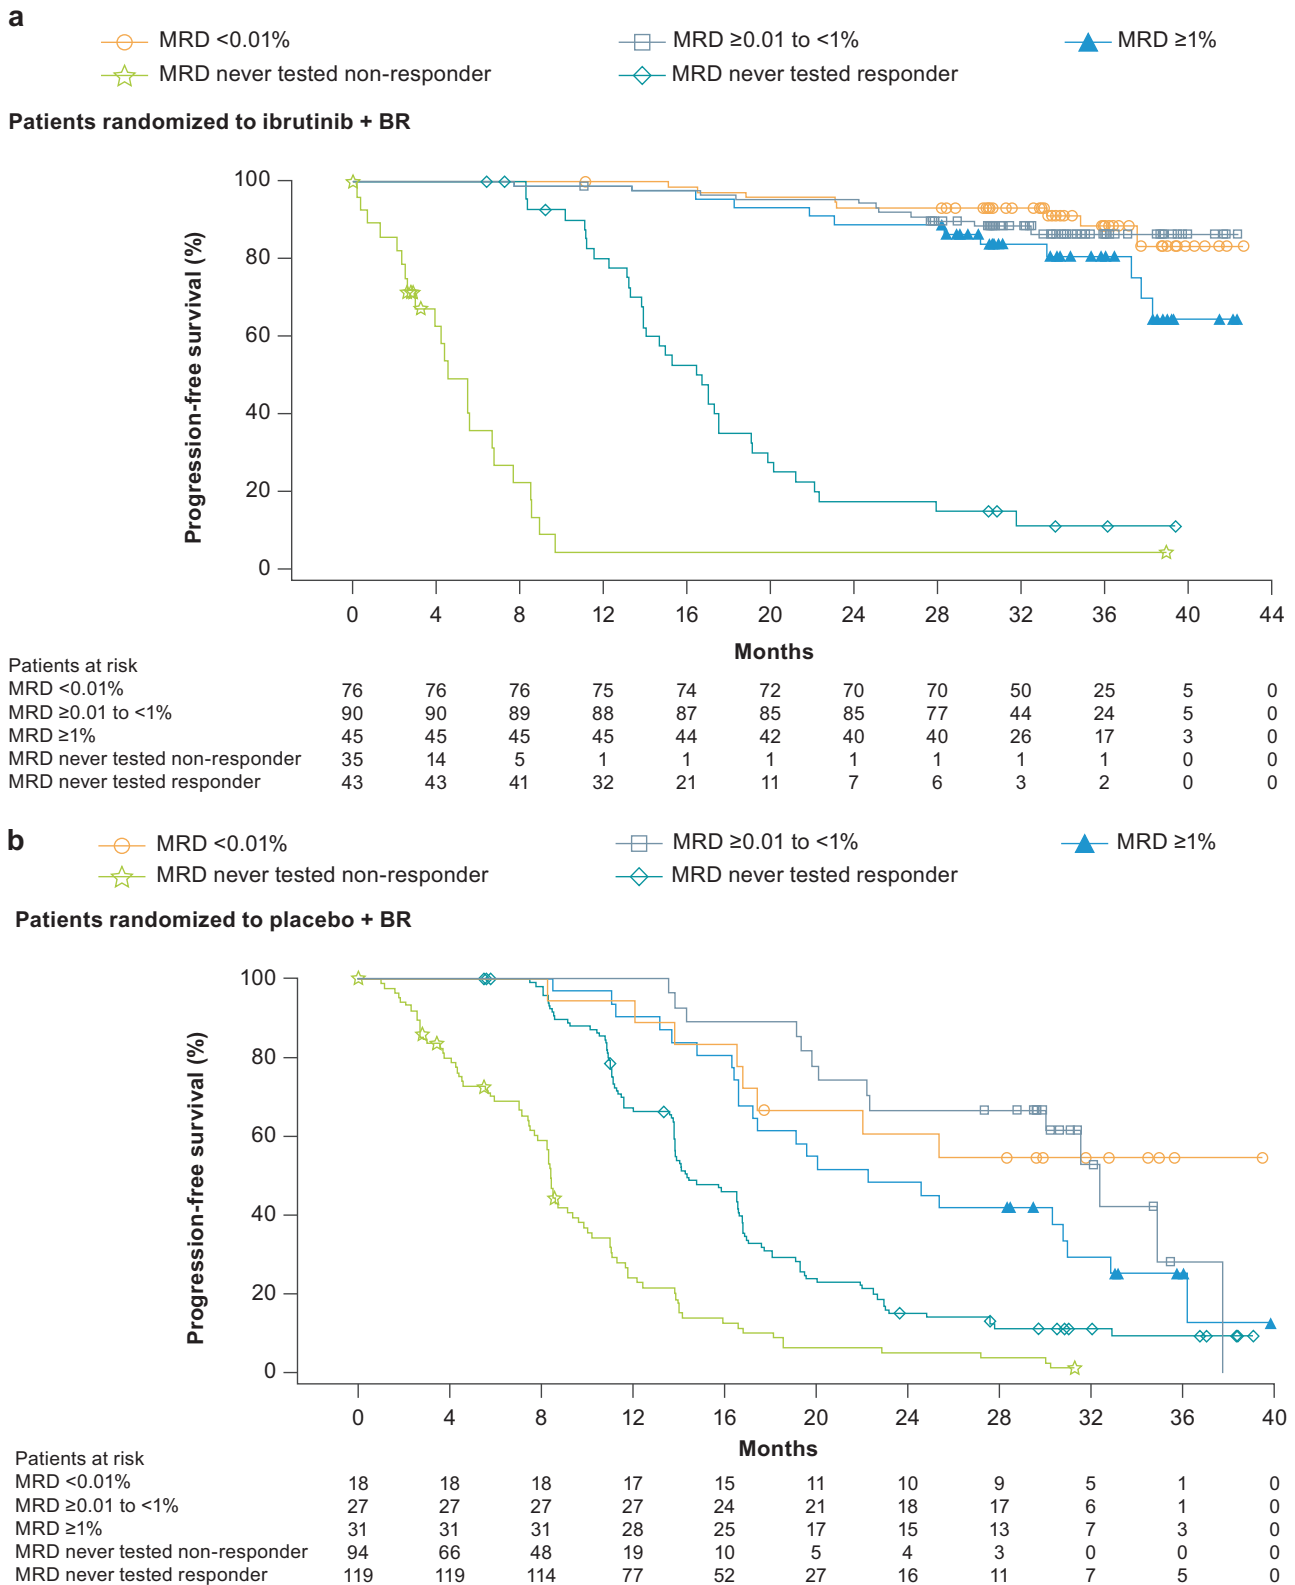 a
MRD <0.01% MRD ≥0.01 to <1% MRD ≥1%
MRD never tested non-responder MRD never tested responder
Patients randomized to ibrutinib + BR
100
80
60
40
20
0
Progression-free survival (%)
0 4 8 12 16 20 24 28 32 36 40 44
Months
Patients at risk
MRD <0.01% 76 76 76 75 74 72 70 70 50 25 5 0
MRD ≥0.01 to <1% 90 90 89 88 87 85 85 77 44 24 5 0
MRD ≥1% 45 45 45 45 44 42 40 40 26 17 3 0
MRD never tested non-responder 35 14 5 1 1 1 1 1 1 1 0 0
MRD never tested responder 43 43 41 32 21 11 7 6 3 2 0 0
b
MRD <0.01% MRD ≥0.01 to <1% MRD ≥1%
MRD never tested non-responder MRD never tested responder
Patients randomized to placebo + BR
100
80
60
40
20
0
Progression-free survival (%)
0 4 8 12 16 20 24 28 32 36 40
Months
Patients at risk
MRD <0.01% 18 18 18 17 15 11 10 9 5 1 0
MRD ≥0.01 to <1% 27 27 27 27 24 21 18 17 6 1 0
MRD ≥1% 31 31 31 28 25 17 15 13 7 3 0
MRD never tested non-responder 94 66 48 19 10 5 4 3 0 0 0
MRD never tested responder 119 119 114 77 52 27 16 11 7 5 0